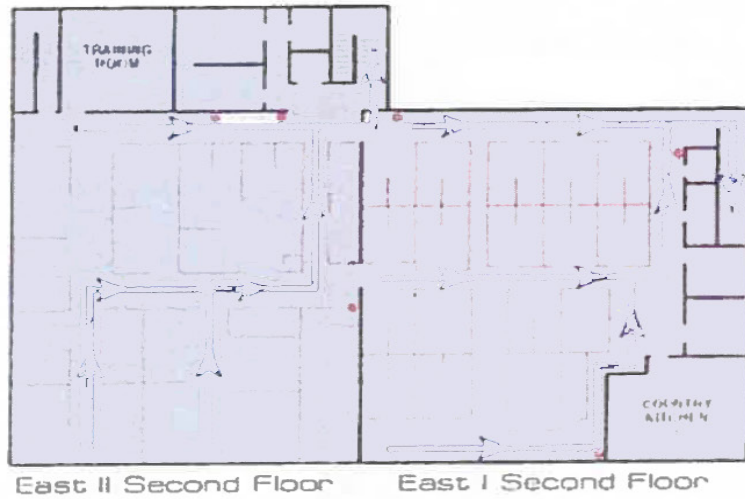 TRAINING
ROOM
COUNTRY
KITCHEN
East II Second Floor
East I Second Floor